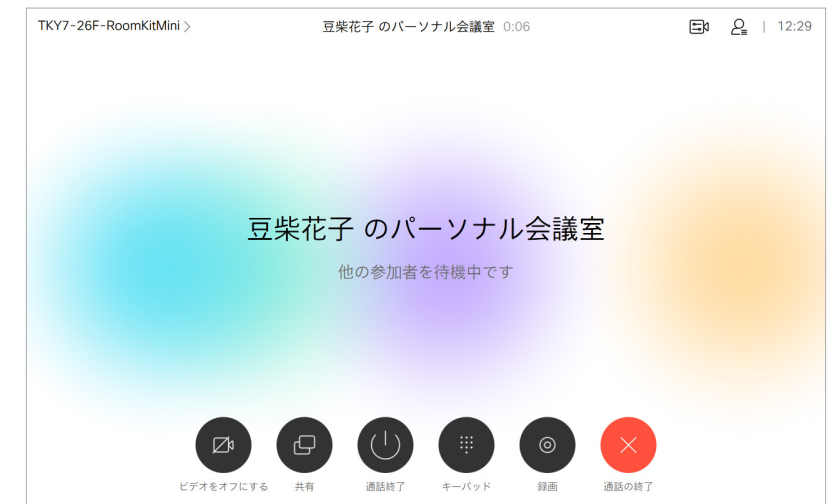 TKY7-26F-RoomKitMini
豆柴花子 のパーソナル会議室 0:06
12:29
豆柴花子 のパーソナル会議室
他の参加者を待機中です
ビデオをオフにする 共有 通話終了 キーパッド 録画 通話の終了